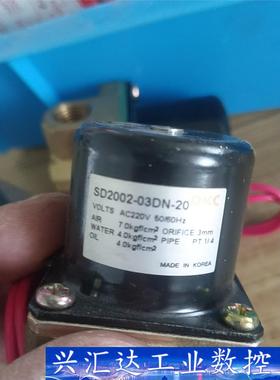 SD2002-03DN-20 DKC
VOLTS AC220V 50/60Hz
AIR 7.0kgf/cm² ORIFICE 3mm
WATER 4.0kgf/cm² PIPE PT 1/4
OIL 4.0kgf/cm²
MADE IN KOREA
兴汇达工业数控